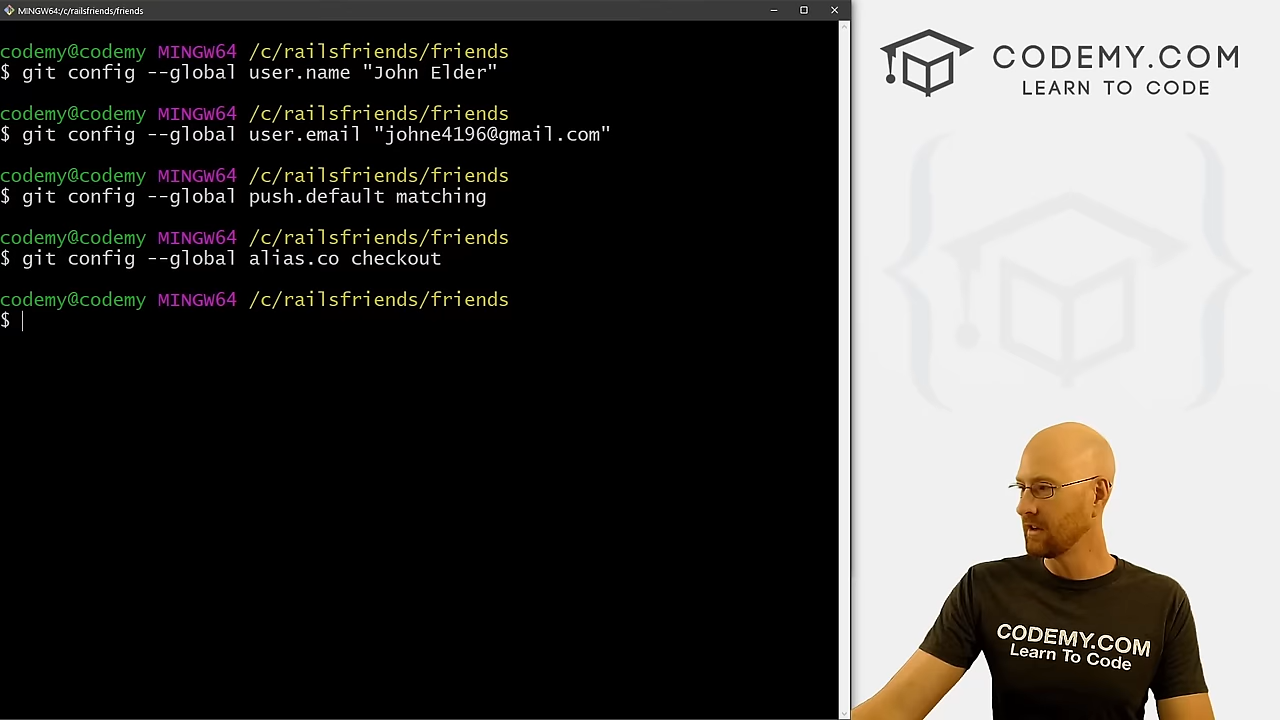 MINGW64:/c/railsfriends/friends
codemy@codemy MINGW64 /c/railsfriends/friends
$ git config --global user.name "John Elder"
codemy@codemy MINGW64 /c/railsfriends/friends
$ git config --global user.email "johne4196@gmail.com"
codemy@codemy MINGW64 /c/railsfriends/friends
$ git config --global push.default matching
codemy@codemy MINGW64 /c/railsfriends/friends
$ git config --global alias.co checkout
codemy@codemy MINGW64 /c/railsfriends/friends
$
CODEMY.COM
LEARN TO CODE
CODEMY.COM
Learn To Code